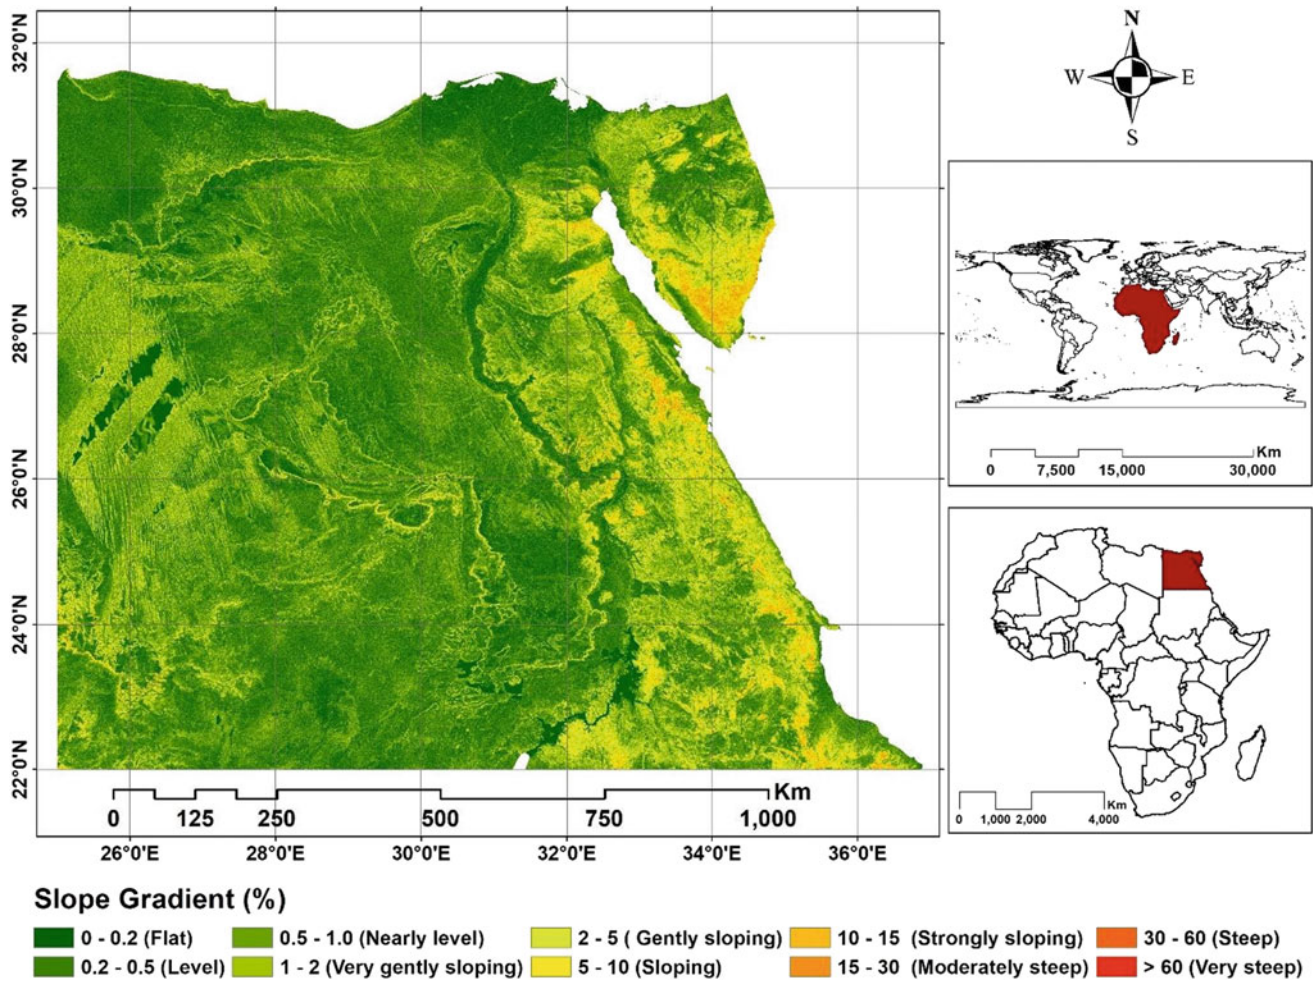 32°0'N
30°0'N
28°0'N
26°0'N
24°0'N
22°0'N
0 125 250 500 750 1,000 Km
26°0'E 28°0'E 30°0'E 32°0'E 34°0'E 36°0'E
N
W E
S
Km
0 7,500 15,000 30,000
Km
0 1,000 2,000 4,000
Slope Gradient (%)
0 - 0.2 (Flat) 0.5 - 1.0 (Nearly level) 2 - 5 ( Gently sloping) 10 - 15 (Strongly sloping) 30 - 60 (Steep)
0.2 - 0.5 (Level) 1 - 2 (Very gently sloping) 5 - 10 (Sloping) 15 - 30 (Moderately steep) > 60 (Very steep)